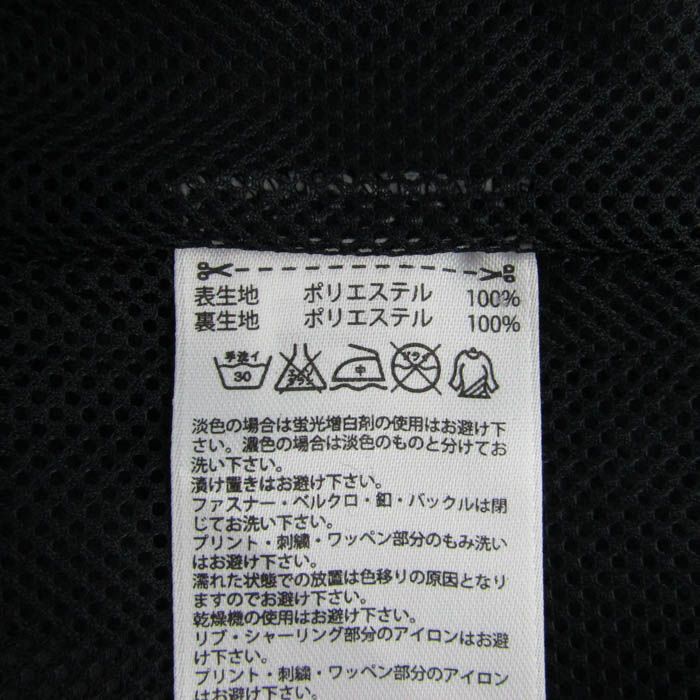 表生地 ポリエステル 100%
裏生地 ポリエステル 100%
手洗イ 30 エンソサラシ 中 ドライ
淡色の場合は蛍光増白剤の使用はお避け下
さい。濃色の場合は淡色のものと分けてお
洗い下さい。
漬け置きはお避け下さい。
ファスナー・ベルクロ・釦・バックルは閉
じてお洗い下さい。
プリント・刺繍・ワッペン部分のもみ洗い
はお避け下さい。
濡れた状態での放置は色移りの原因となり
ますのでお避け下さい。
乾燥機の使用はお避け下さい。
リブ・シャーリング部分のアイロンはお避
け下さい。
プリント・刺繍・ワッペン部分のアイロン
はお避け下さい。